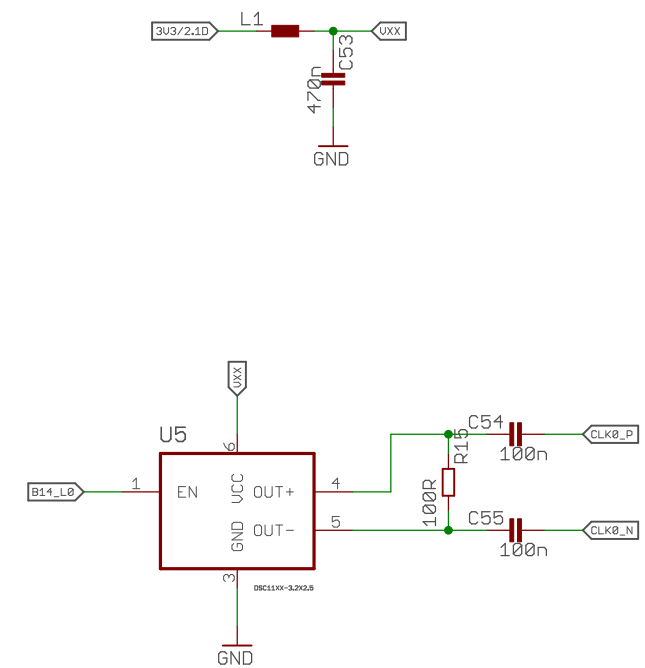 L1
3V3/2.1D
VXX
C53
470n
GND
VXX
U5
6
C54
CLK0_P
R15
100n
B14_L0
1
EN
VCC
OUT+
4
100R
GND
OUT-
5
C55
CLK0_N
100n
3
DSC11XX-3.2X2.5
GND